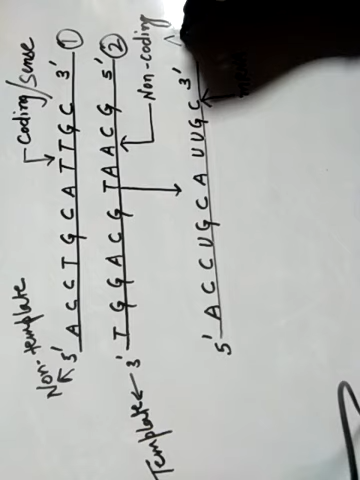 Non-template Coding/Sense
5' A C C T G C A T T G C 3' 1
3' T G G A C G T A A C G 5' 2
Template Non-coding
5' A C C U G C A U U G C 3'